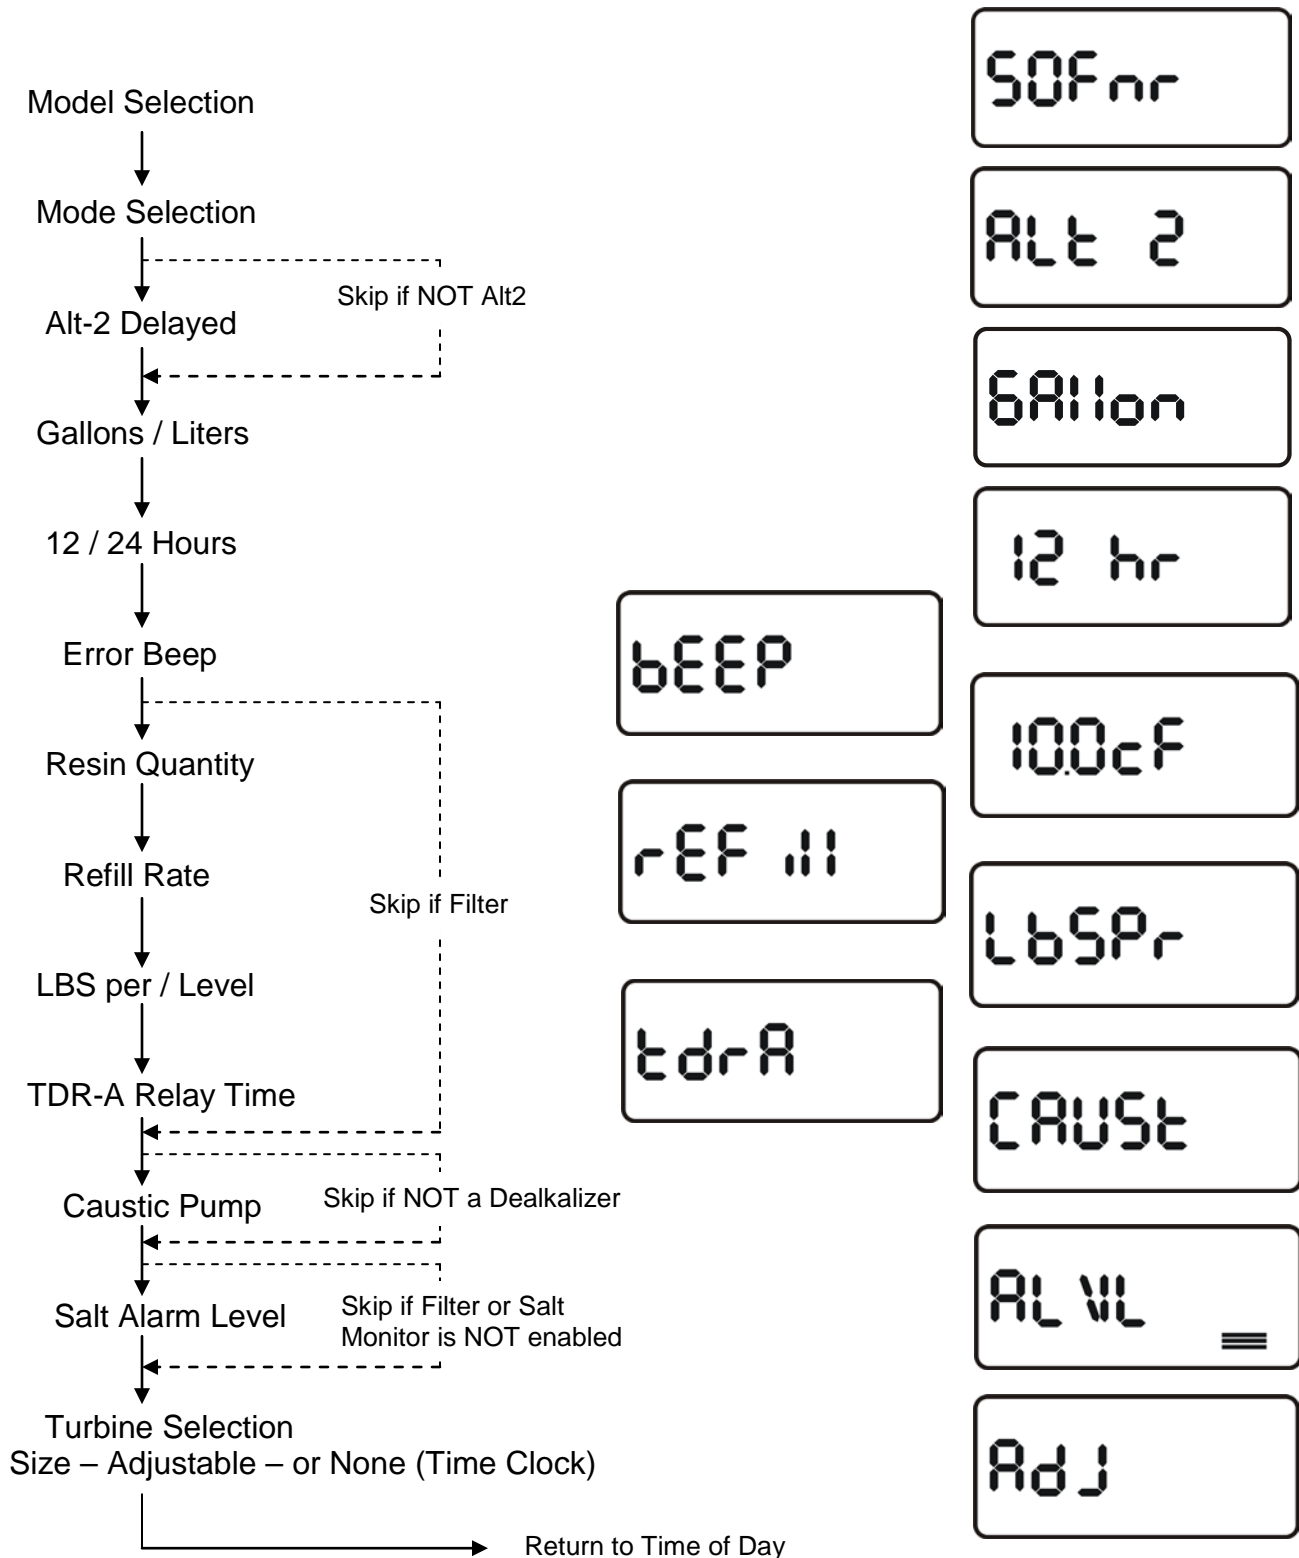 Model Selection
Mode Selection
Skip if NOT Alt2
Alt-2 Delayed
Gallons / Liters
12 / 24 Hours
Error Beep
Resin Quantity
Refill Rate
Skip if Filter
LBS per / Level
TDR-A Relay Time
Caustic Pump
Skip if NOT a Dealkalizer
Salt Alarm Level
Skip if Filter or Salt
Monitor is NOT enabled
Turbine Selection
Size – Adjustable – or None (Time Clock)
Return to Time of Day
bEEP
rEF ill
tdrA
SOFnr
ALt 2
GAllon
12 hr
10.0cF
LbSPr
CAUSt
AL VL
AdJ